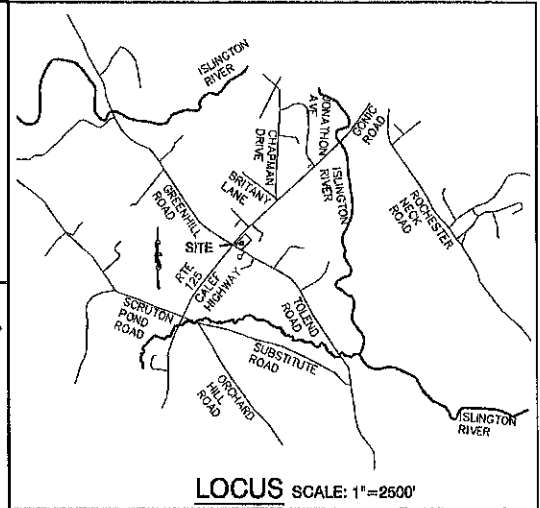 ISLINGTON
RIVER
JONATHON
AVE
GONIC
ROAD
CHAPMAN
DRIVE
ISLINGTON
RIVER
BRITANY
LANE
ROCHESTER
NECK
ROAD
GREENHILL
ROAD
SITE
RTE
125
CALEF
HIGHWAY
TOLEND
ROAD
SCRUTON
POND
ROAD
SUBSTITUTE
ROAD
ORCHARD
HILL
ROAD
ISLINGTON
RIVER
LOCUS SCALE: 1"=2500'